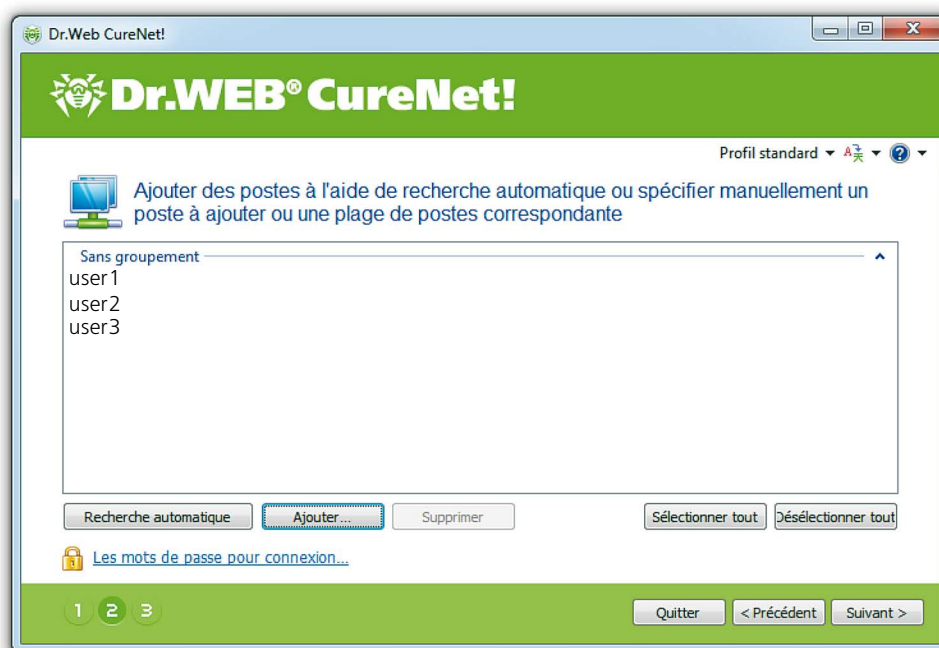 Dr.Web CureNet!
Dr.WEB® CureNet!
Profil standard
Ajouter des postes à l'aide de recherche automatique ou spécifier manuellement un
poste à ajouter ou une plage de postes correspondante
Sans groupement
user1
user2
user3
Recherche automatique
Ajouter...
Supprimer
Sélectionner tout
Désélectionner tout
Les mots de passe pour connexion...
1 2 3
Quitter
< Précédent
Suivant >